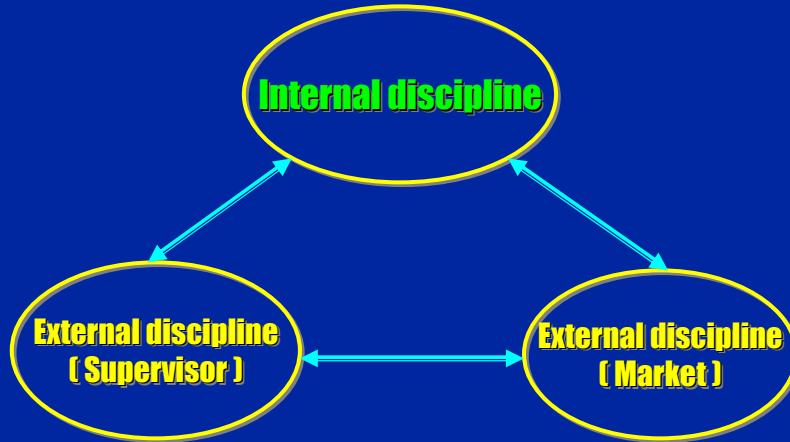 Internal discipline
External discipline
( Supervisor )
External discipline
( Market )